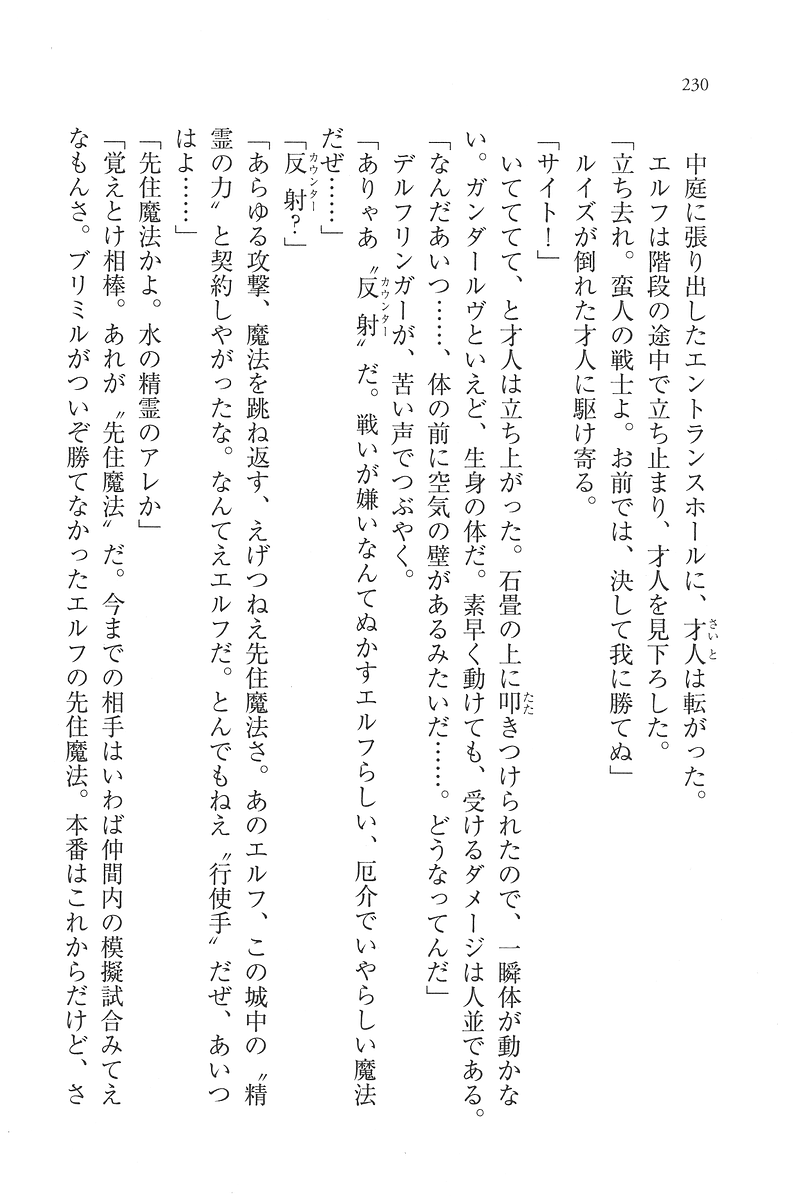 230
中庭に張り出したエントランスホールに、才人は転がった。
エルフは階段の途中で立ち止まり、才人を見下ろした。
「立ち去れ。蛮人の戦士よ。お前では、決して我に勝てぬ」
ルイズが倒れた才人に駆け寄る。
「サイト！」
いててててて、と才人は立ち上がった。石畳の上に叩きつけられたので、一瞬体が動かな
い。ガンダールヴといえど、生身の体だ。素早く動けても、受けるダメージは人並である。
「なんだあいつ……、体の前に空気の壁があるみたいだ……。どうなってんだ」
デルフリンガーが、苦い声でつぶやく。
「ありゃあ〝反射〟だ。戦いが嫌いなんてぬかすエルフらしい、厄介でいやらしい魔法
だぜ……」
「反射？」
「あらゆる攻撃、魔法を跳ね返す、えげつねえ先住魔法さ。あのエルフ、この城中の〝精
霊の力〟と契約しやがったな。なんてえエルフだ。とんでもねえ〝行使手〟だぜ、あいつ
はよ……」
「先住魔法かよ。水の精霊のアレか」
「覚えとけ相棒。あれが〝先住魔法〟だ。今までの相手はいわば仲間内の模擬試合みてえ
なもんさ。ブリミルがついぞ勝てなかったエルフの先住魔法。本番はこれからだけど、さ